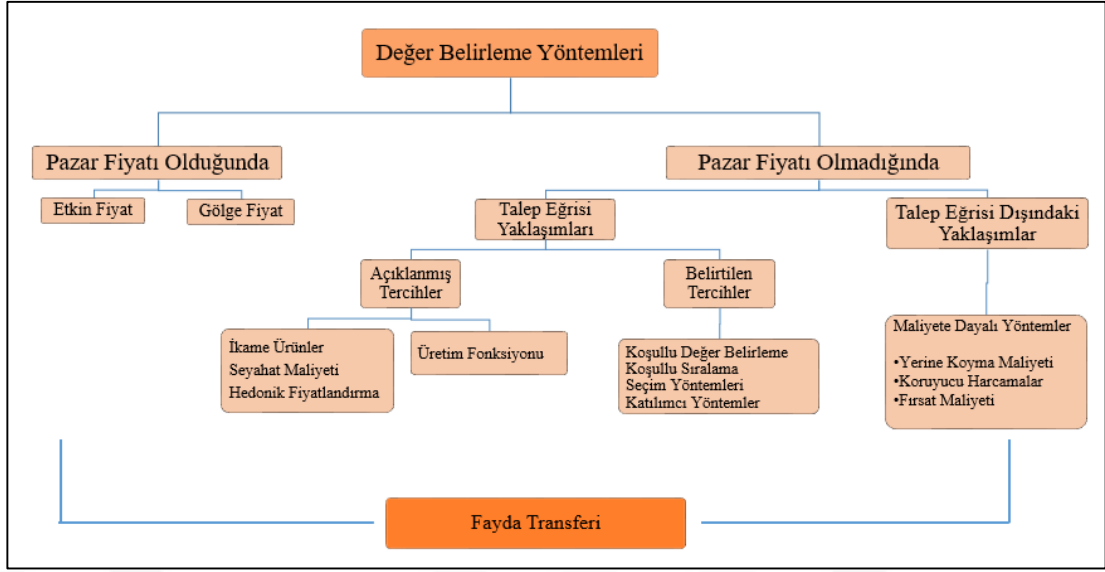 Değer Belirleme Yöntemleri
Pazar Fiyatı Olduğunda
Pazar Fiyatı Olmadığında
Etkin Fiyat
Gölge Fiyat
Talep Eğrisi
Yaklaşımları
Talep Eğrisi Dışındaki
Yaklaşımlar
Açıklanmış
Tercihler
Belirtilen
Tercihler
İkame Ürünler
Seyahat Maliyeti
Hedonik Fiyatlandırma
Üretim Fonksiyonu
Koşullu Değer Belirleme
Koşullu Sıralama
Seçim Yöntemleri
Katılımcı Yöntemler
Maliyete Dayalı Yöntemler
•Yerine Koyma Maliyeti
•Koruyucu Harcamalar
•Fırsat Maliyeti
Fayda Transferi